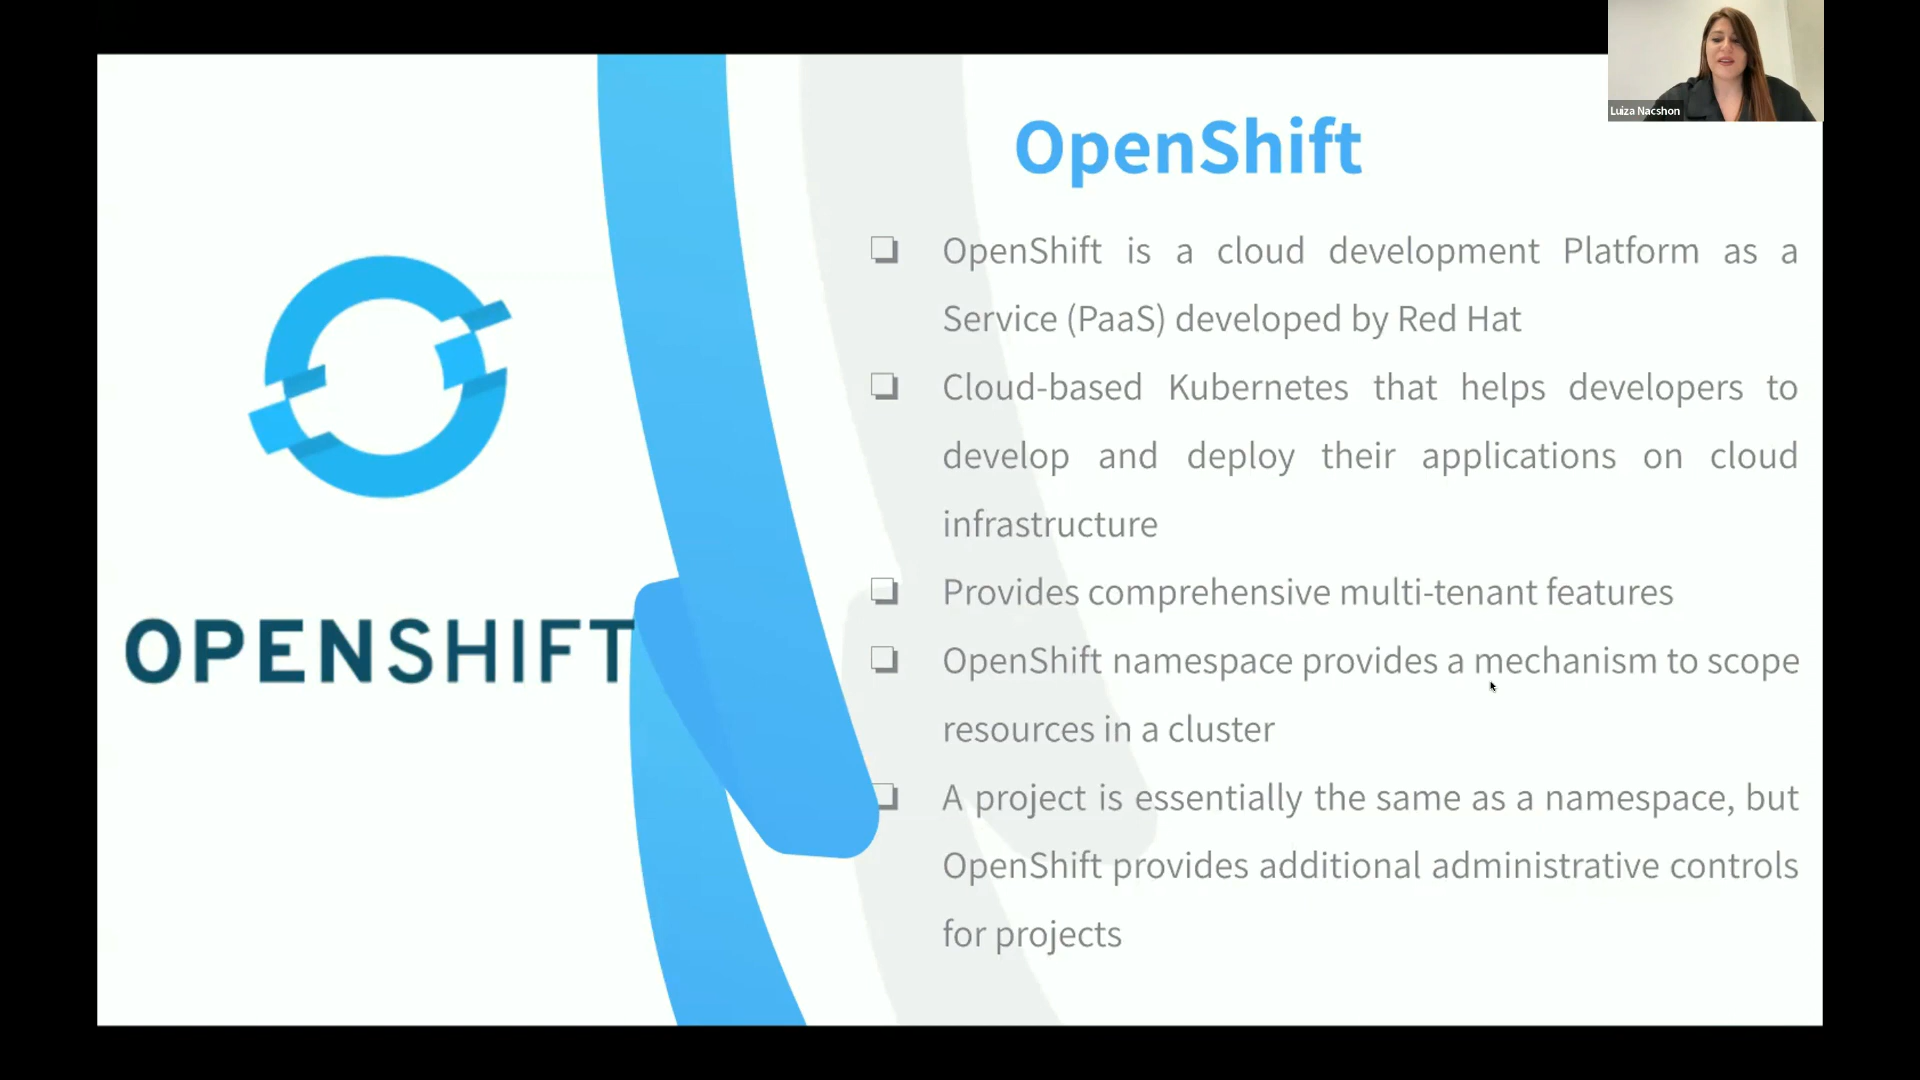 Luiza Nacshon
OpenShift
OpenShift is a cloud development Platform as a
Service (PaaS) developed by Red Hat
Cloud-based Kubernetes that helps developers to
develop and deploy their applications on cloud
infrastructure
Provides comprehensive multi-tenant features
OpenShift namespace provides a mechanism to scope
resources in a cluster
A project is essentially the same as a namespace, but
OpenShift provides additional administrative controls
for projects
OPENSHIFT